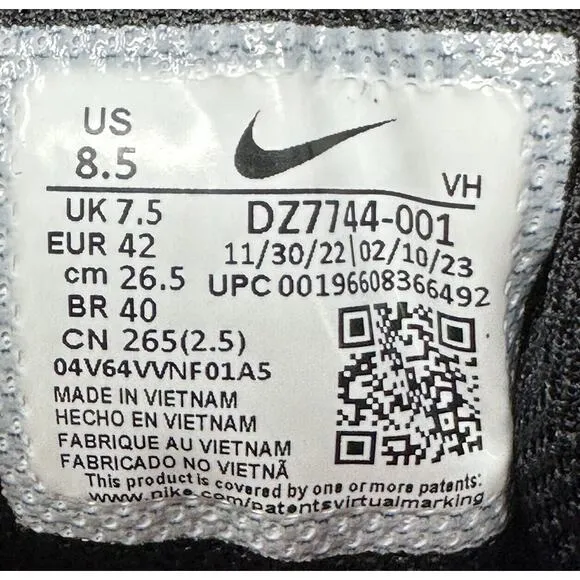 US
8.5
VH
UK 7.5
EUR 42
cm 26.5
BR 40
CN 265(2.5)
DZ7744-001
11/30/22|02/10/23
UPC 00196608366492
04V64VVNF01A5
MADE IN VIETNAM
HECHO EN VIETNAM
FABRIQUE AU VIETNAM
FABRICADO NO VIETNÃ
This product is covered by one or more patents:
www.nike.com/patentsvirtualmarking